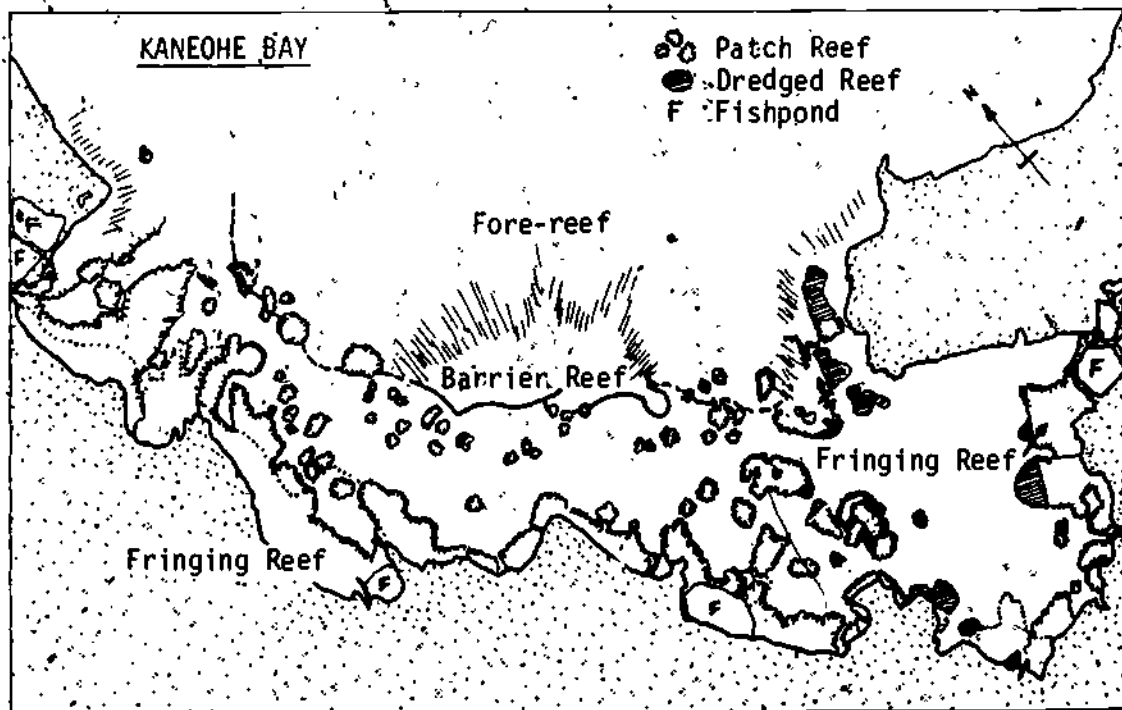 KANEOHE BAY
Patch Reef
Dredged Reef
F Fishpond
N
Fore-reef
F
F
F
Barrier Reef
F
Fringing Reef
Fringing Reef
F
F